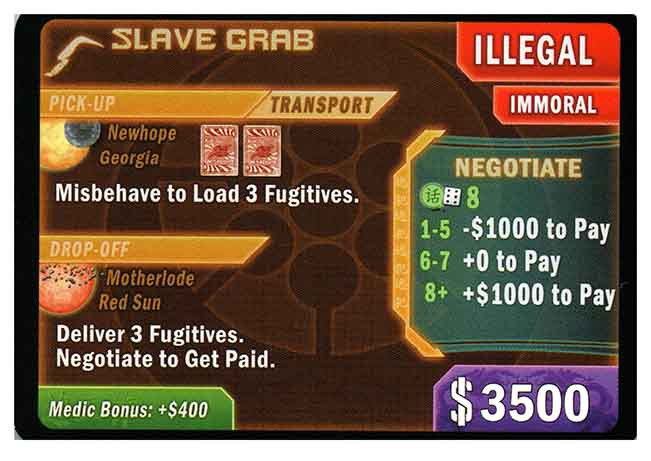 SLAVE GRAB
ILLEGAL
IMMORAL
PICK-UP
TRANSPORT
Newhope
Georgia
Misbehave to Load 3 Fugitives.
DROP-OFF
Motherlode
Red Sun
Deliver 3 Fugitives.
Negotiate to Get Paid.
Medic Bonus: +$400
NEGOTIATE
話 8
1-5 -$1000 to Pay
6-7 +0 to Pay
8+ +$1000 to Pay
$3500